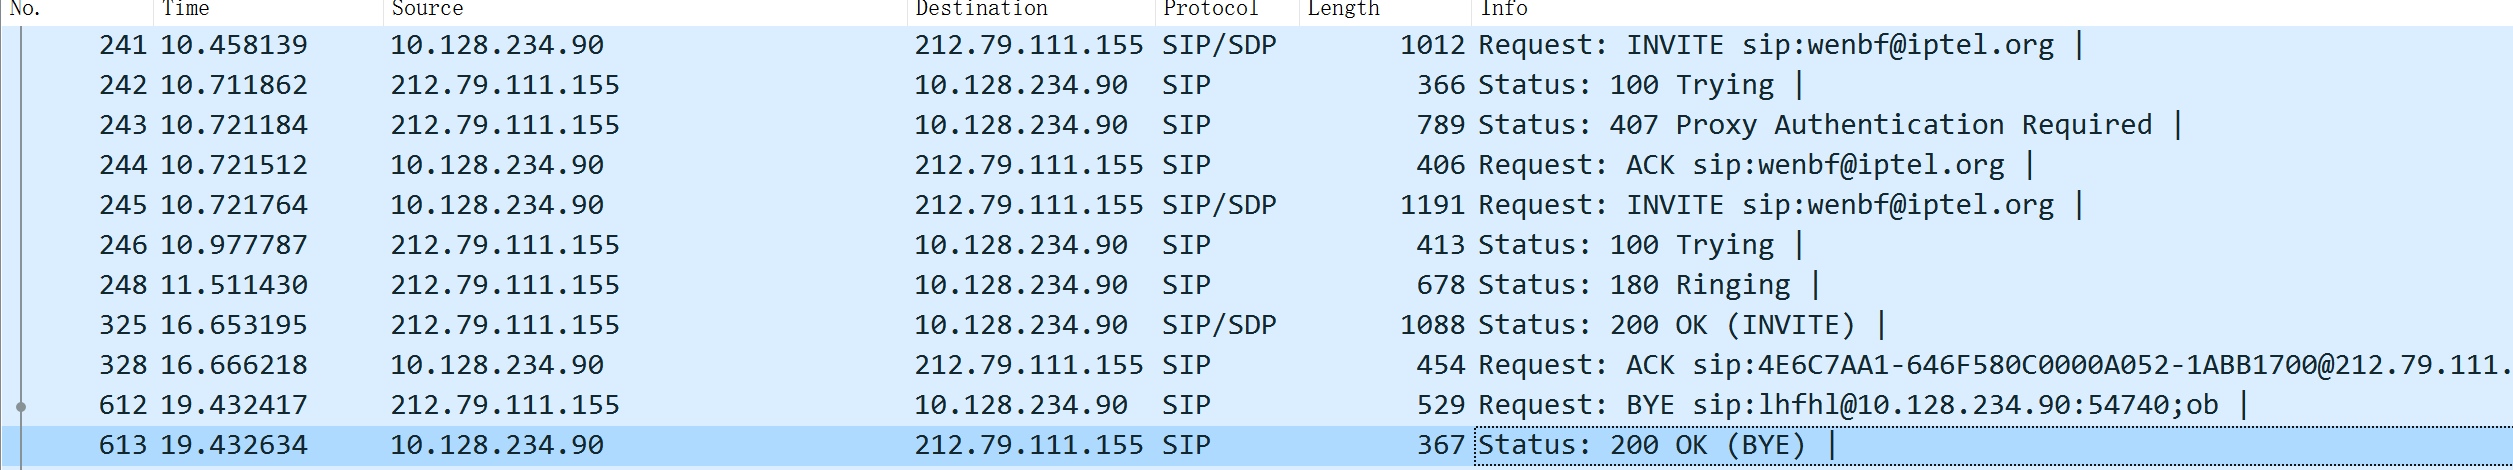 No. Time Source Destination Protocol Length Info
241 10.458139 10.128.234.90 212.79.111.155 SIP/SDP 1012 Request: INVITE sip:wenbf@iptel.org |
242 10.711862 212.79.111.155 10.128.234.90 SIP 366 Status: 100 Trying |
243 10.721184 212.79.111.155 10.128.234.90 SIP 789 Status: 407 Proxy Authentication Required |
244 10.721512 10.128.234.90 212.79.111.155 SIP 406 Request: ACK sip:wenbf@iptel.org |
245 10.721764 10.128.234.90 212.79.111.155 SIP/SDP 1191 Request: INVITE sip:wenbf@iptel.org |
246 10.977787 212.79.111.155 10.128.234.90 SIP 413 Status: 100 Trying |
248 11.511430 212.79.111.155 10.128.234.90 SIP 678 Status: 180 Ringing |
325 16.653195 212.79.111.155 10.128.234.90 SIP/SDP 1088 Status: 200 OK (INVITE) |
328 16.666218 10.128.234.90 212.79.111.155 SIP 454 Request: ACK sip:4E6C7AA1-646F580C0000A052-1ABB1700@212.79.111.
612 19.432417 212.79.111.155 10.128.234.90 SIP 529 Request: BYE sip:lhfhl@10.128.234.90:54740;ob |
613 19.432634 10.128.234.90 212.79.111.155 SIP 367 Status: 200 OK (BYE) |